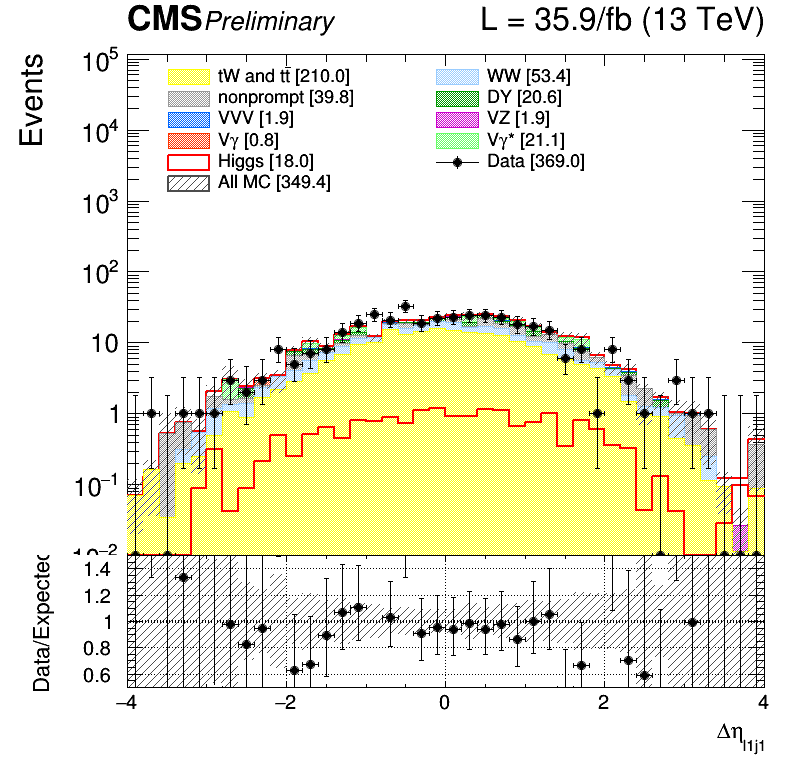 CMS Preliminary L = 35.9/fb (13 TeV)
Events
10⁵
10⁴
10³
10²
10
1
10⁻¹
10⁻²
tW and tt̄ [210.0]
WW [53.4]
nonprompt [39.8]
DY [20.6]
VVV [1.9]
VZ [1.9]
Vγ [0.8]
Vγ* [21.1]
Higgs [18.0]
Data [369.0]
All MC [349.4]
Data/Expected
1.4
1.2
1
0.8
0.6
−4 −2 0 2 4
Δη_l1j1